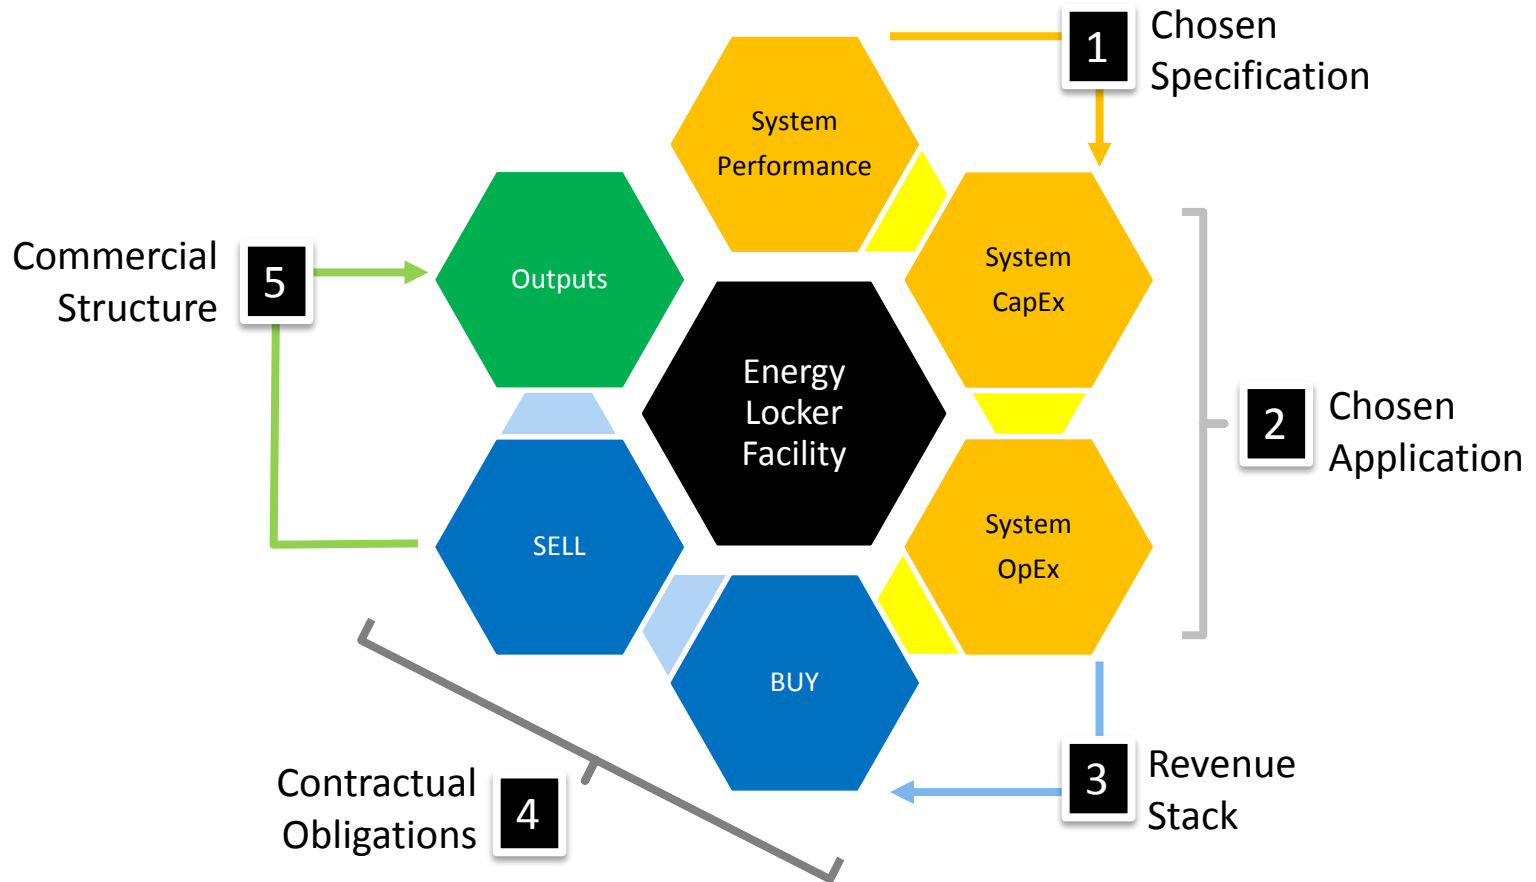 1
Chosen
Specification
System
Performance
System
CapEx
Outputs
Commercial
Structure
5
Energy
Locker
Facility
2
Chosen
Application
SELL
System
OpEx
BUY
3
Revenue
Stack
Contractual
Obligations
4